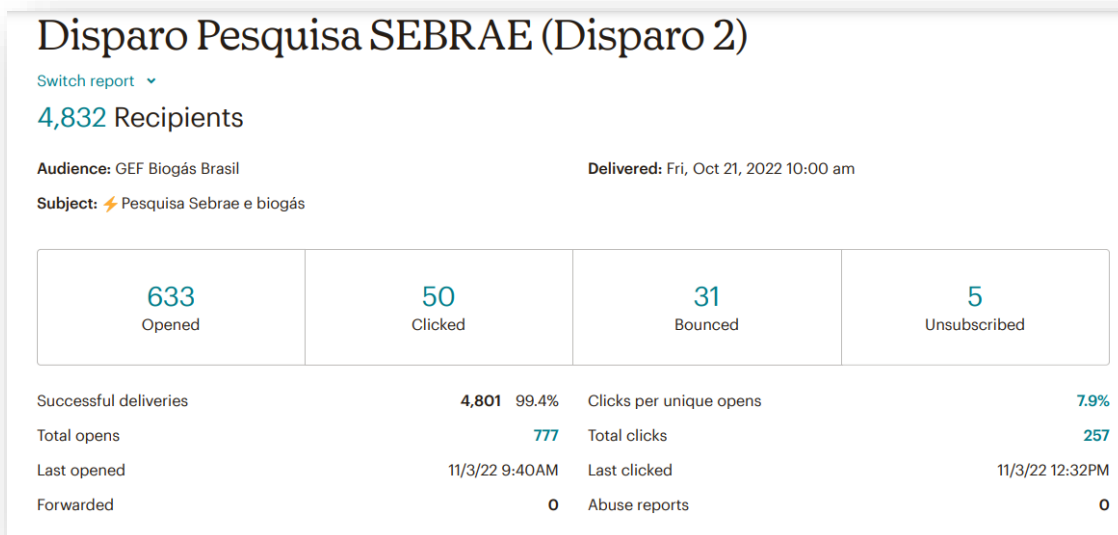 Disparo Pesquisa SEBRAE (Disparo 2)
Switch report
4,832 Recipients
Audience: GEF Biogás Brasil
Delivered: Fri, Oct 21, 2022 10:00 am
Subject: ⚡ Pesquisa Sebrae e biogás
633
Opened
50
Clicked
31
Bounced
5
Unsubscribed
Successful deliveries 4,801 99.4%
Clicks per unique opens 7.9%
Total opens 777
Total clicks 257
Last opened 11/3/22 9:40AM
Last clicked 11/3/22 12:32PM
Forwarded 0
Abuse reports 0